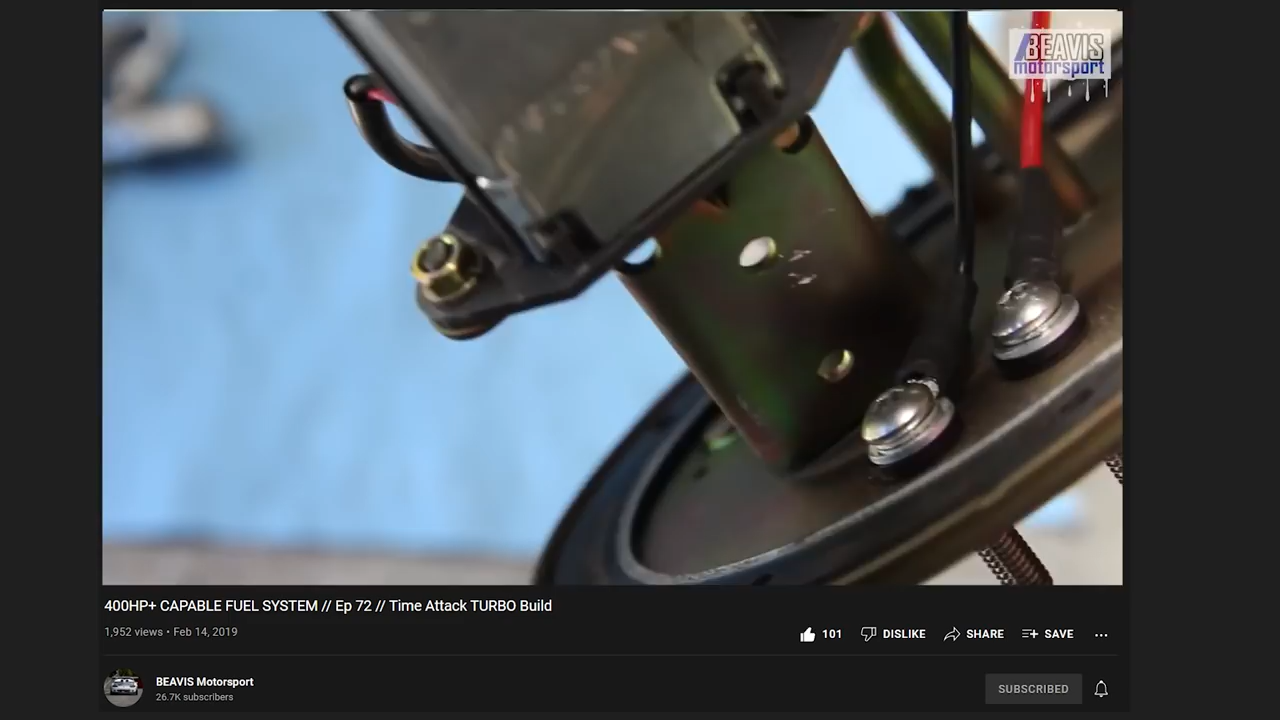 BEAVIS
motorsport
400HP+ CAPABLE FUEL SYSTEM // Ep 72 // Time Attack TURBO Build
1,952 views • Feb 14, 2019
101 DISLIKE SHARE SAVE ...
BEAVIS Motorsport
26.7K subscribers
SUBSCRIBED